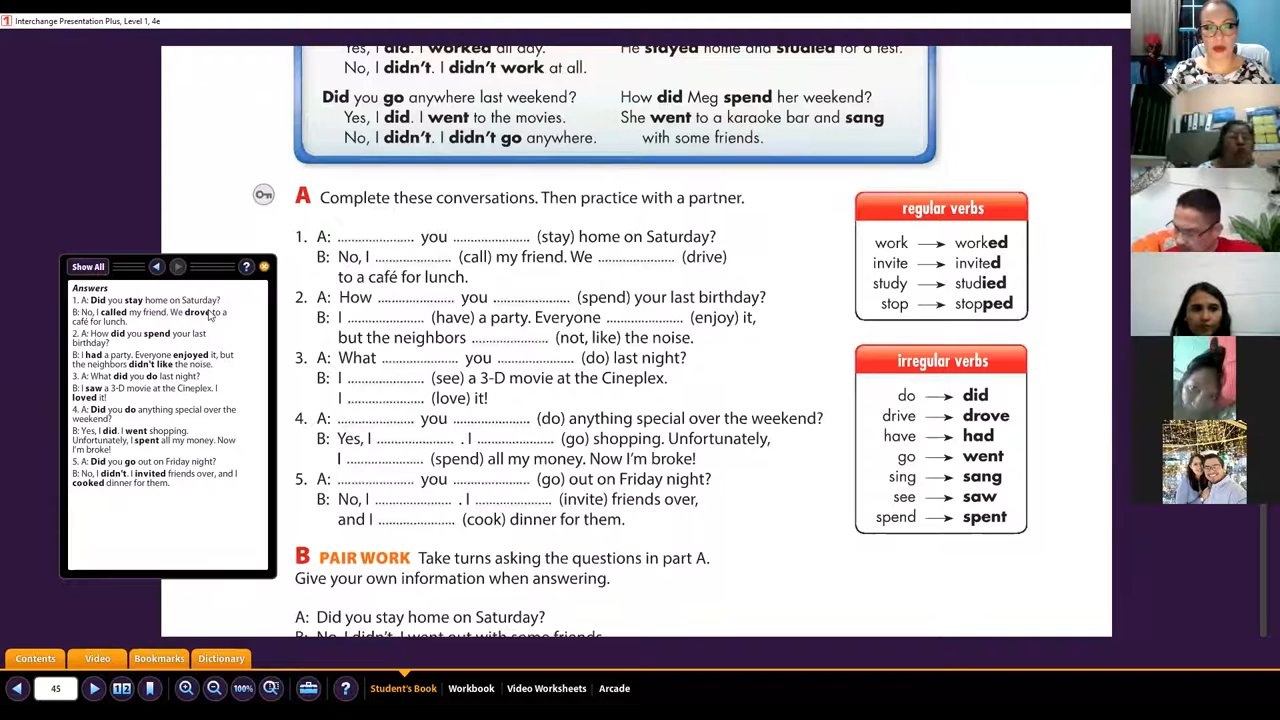 Interchange Presentation Plus, Level 1, 4e
Yes, I did. I worked all day.
No, I didn't. I didn't work at all.
Did you go anywhere last weekend?
Yes, I did. I went to the movies.
No, I didn't. I didn't go anywhere.
He stayed home and studied for a test.
How did Meg spend her weekend?
She went to a karaoke bar and sang
with some friends.
A Complete these conversations. Then practice with a partner.
1. A: .................... you .................... (stay) home on Saturday?
B: No, I .................... (call) my friend. We .................... (drive)
to a café for lunch.
2. A: How .................... you .................... (spend) your last birthday?
B: I .................... (have) a party. Everyone .................... (enjoy) it,
but the neighbors .................... (not, like) the noise.
3. A: What .................... you .................... (do) last night?
B: I .................... (see) a 3-D movie at the Cineplex.
I .................... (love) it!
4. A: .................... you .................... (do) anything special over the weekend?
B: Yes, I .................... . I .................... (go) shopping. Unfortunately,
I .................... (spend) all my money. Now I'm broke!
5. A: .................... you .................... (go) out on Friday night?
B: No, I .................... . I .................... (invite) friends over,
and I .................... (cook) dinner for them.
B PAIR WORK Take turns asking the questions in part A.
Give your own information when answering.
A: Did you stay home on Saturday?
B: No, I didn't. I went out with some friends.
regular verbs
work → worked
invite → invited
study → studied
stop → stopped
irregular verbs
do → did
drive → drove
have → had
go → went
sing → sang
see → saw
spend → spent
Show All
?
Answers
1. A: Did you stay home on Saturday?
B: No, I called my friend. We drove to a
café for lunch.
2. A: How did you spend your last
birthday?
B: I had a party. Everyone enjoyed it, but
the neighbors didn't like the noise.
3. A: What did you do last night?
B: I saw a 3-D movie at the Cineplex. I
loved it!
4. A: Did you do anything special over the
weekend?
B: Yes, I did. I went shopping.
Unfortunately, I spent all my money. Now
I'm broke!
5. A: Did you go out on Friday night?
B: No, I didn't. I invited friends over, and I
cooked dinner for them.
Contents Video Bookmarks Dictionary
45 12 100% ? Student's Book Workbook Video Worksheets Arcade